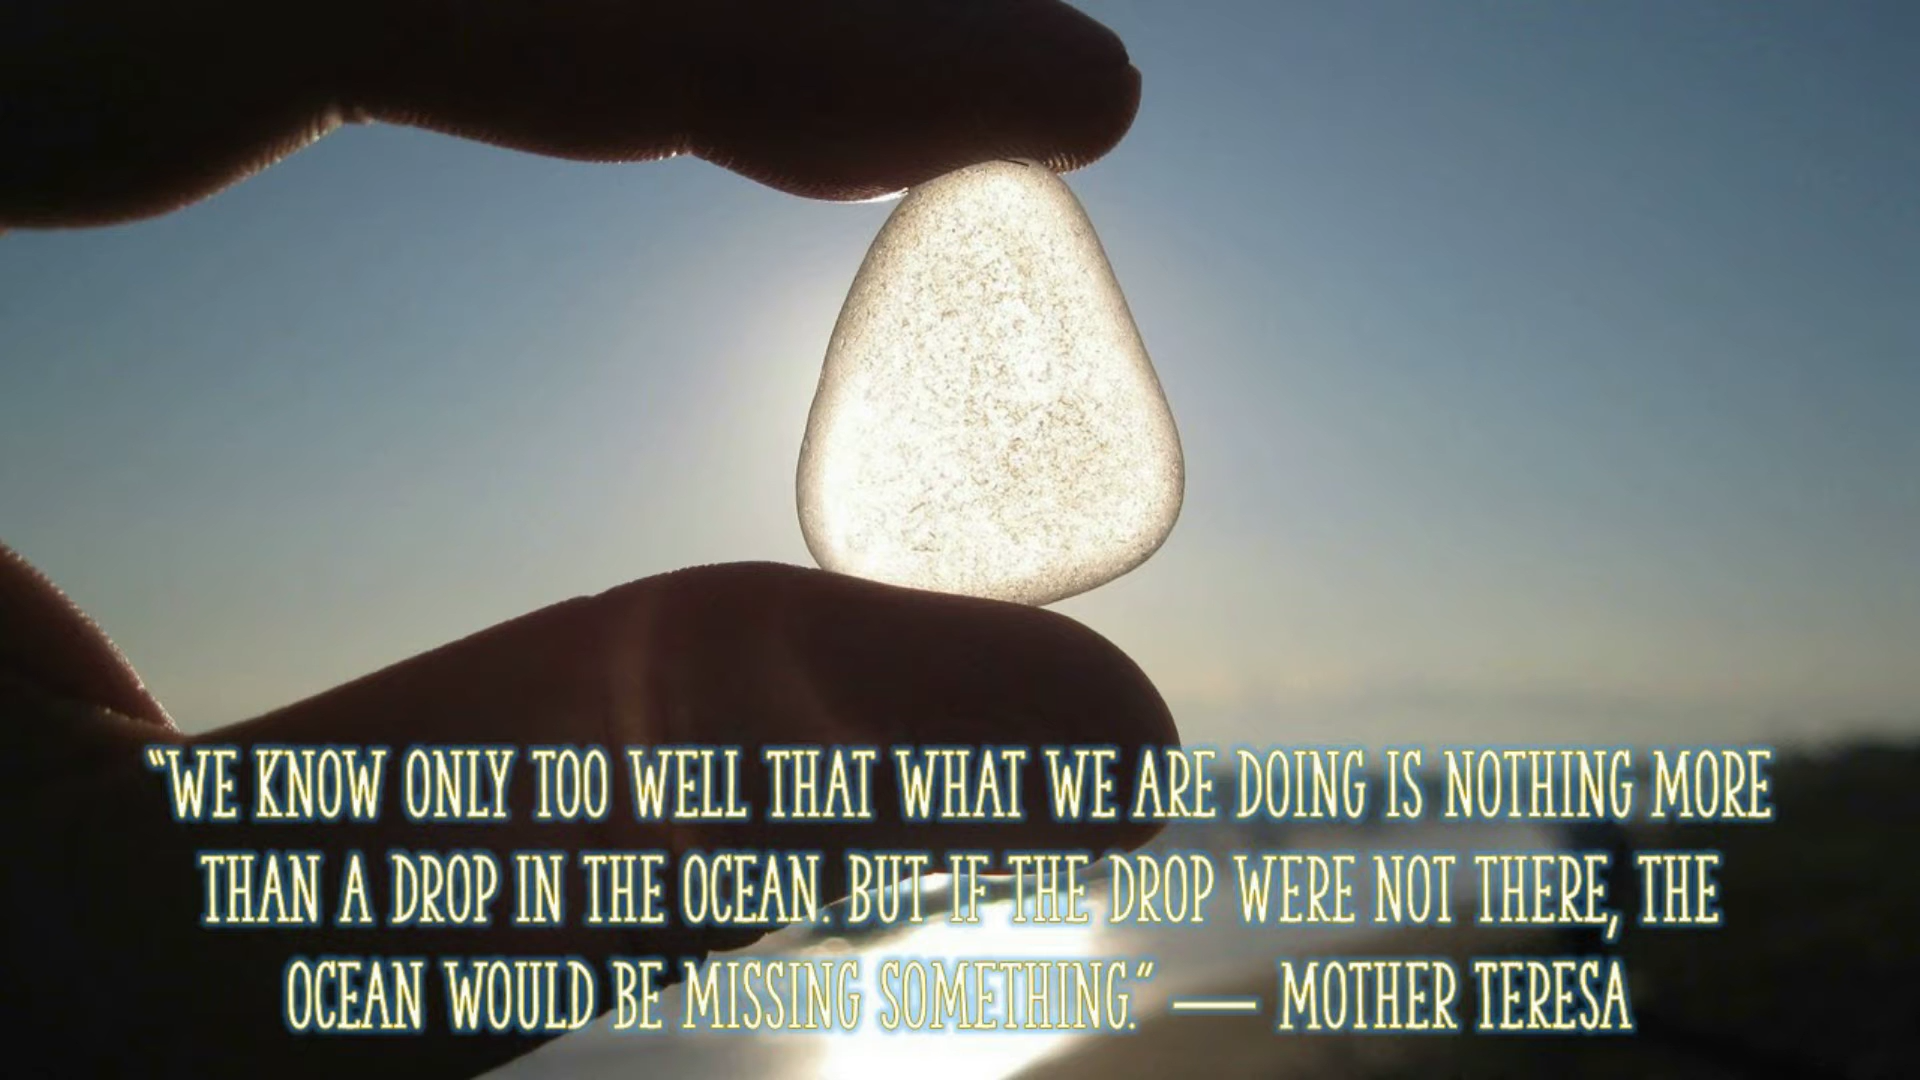 “WE KNOW ONLY TOO WELL THAT WHAT WE ARE DOING IS NOTHING MORE
THAN A DROP IN THE OCEAN. BUT IF THE DROP WERE NOT THERE, THE
OCEAN WOULD BE MISSING SOMETHING.” — MOTHER TERESA